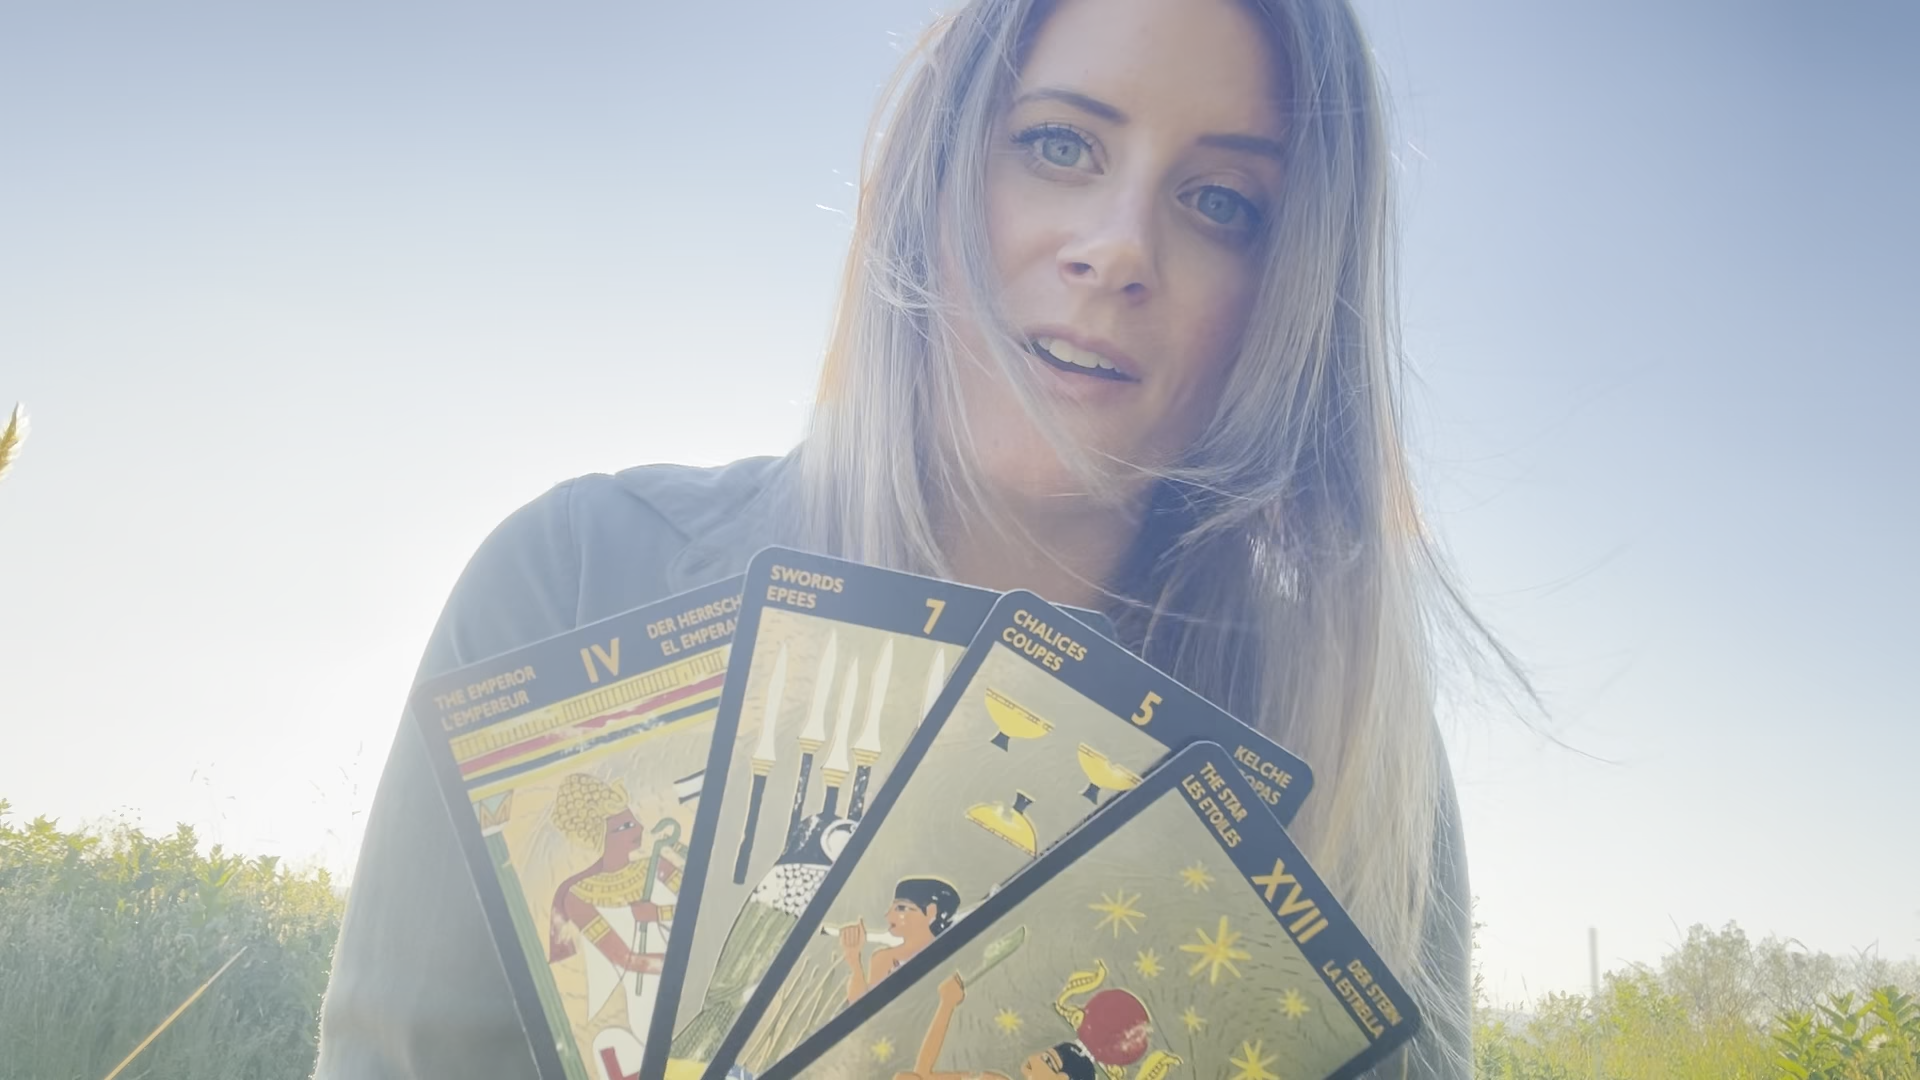 THE EMPEROR
L'EMPEREUR
IV
DER HERRSCH
EL EMPERA
SWORDS
EPEES
7
CHALICES
COUPES
5
KELCHE
COPAS
THE STAR
LES ETOILES
XVII
DER STERN
LA ESTRELLA